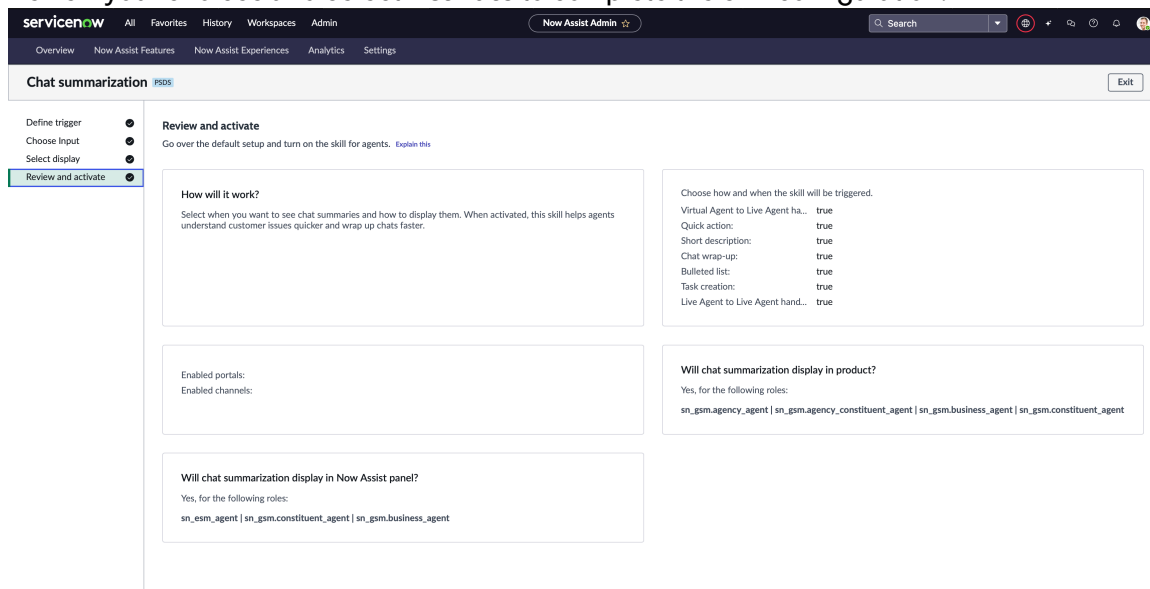 servicenow All Favorites History Workspaces Admin Now Assist Admin Search
Overview Now Assist Features Now Assist Experiences Analytics Settings
Chat summarization PSDS Exit
Define trigger
Choose Input
Select display
Review and activate
Review and activate
Go over the default setup and turn on the skill for agents. Explain this
How will it work?
Select when you want to see chat summaries and how to display them. When activated, this skill helps agents
understand customer issues quicker and wrap up chats faster.
Choose how and when the skill will be triggered.
Virtual Agent to Live Agent ha... true
Quick action: true
Short description: true
Chat wrap-up: true
Bulleted list: true
Task creation: true
Live Agent to Live Agent hand... true
Enabled portals:
Enabled channels:
Will chat summarization display in product?
Yes, for the following roles:
sn_gsm.agency_agent | sn_gsm.agency_constituent_agent | sn_gsm.business_agent | sn_gsm.constituent_agent
Will chat summarization display in Now Assist panel?
Yes, for the following roles:
sn_esm_agent | sn_gsm.constituent_agent | sn_gsm.business_agent